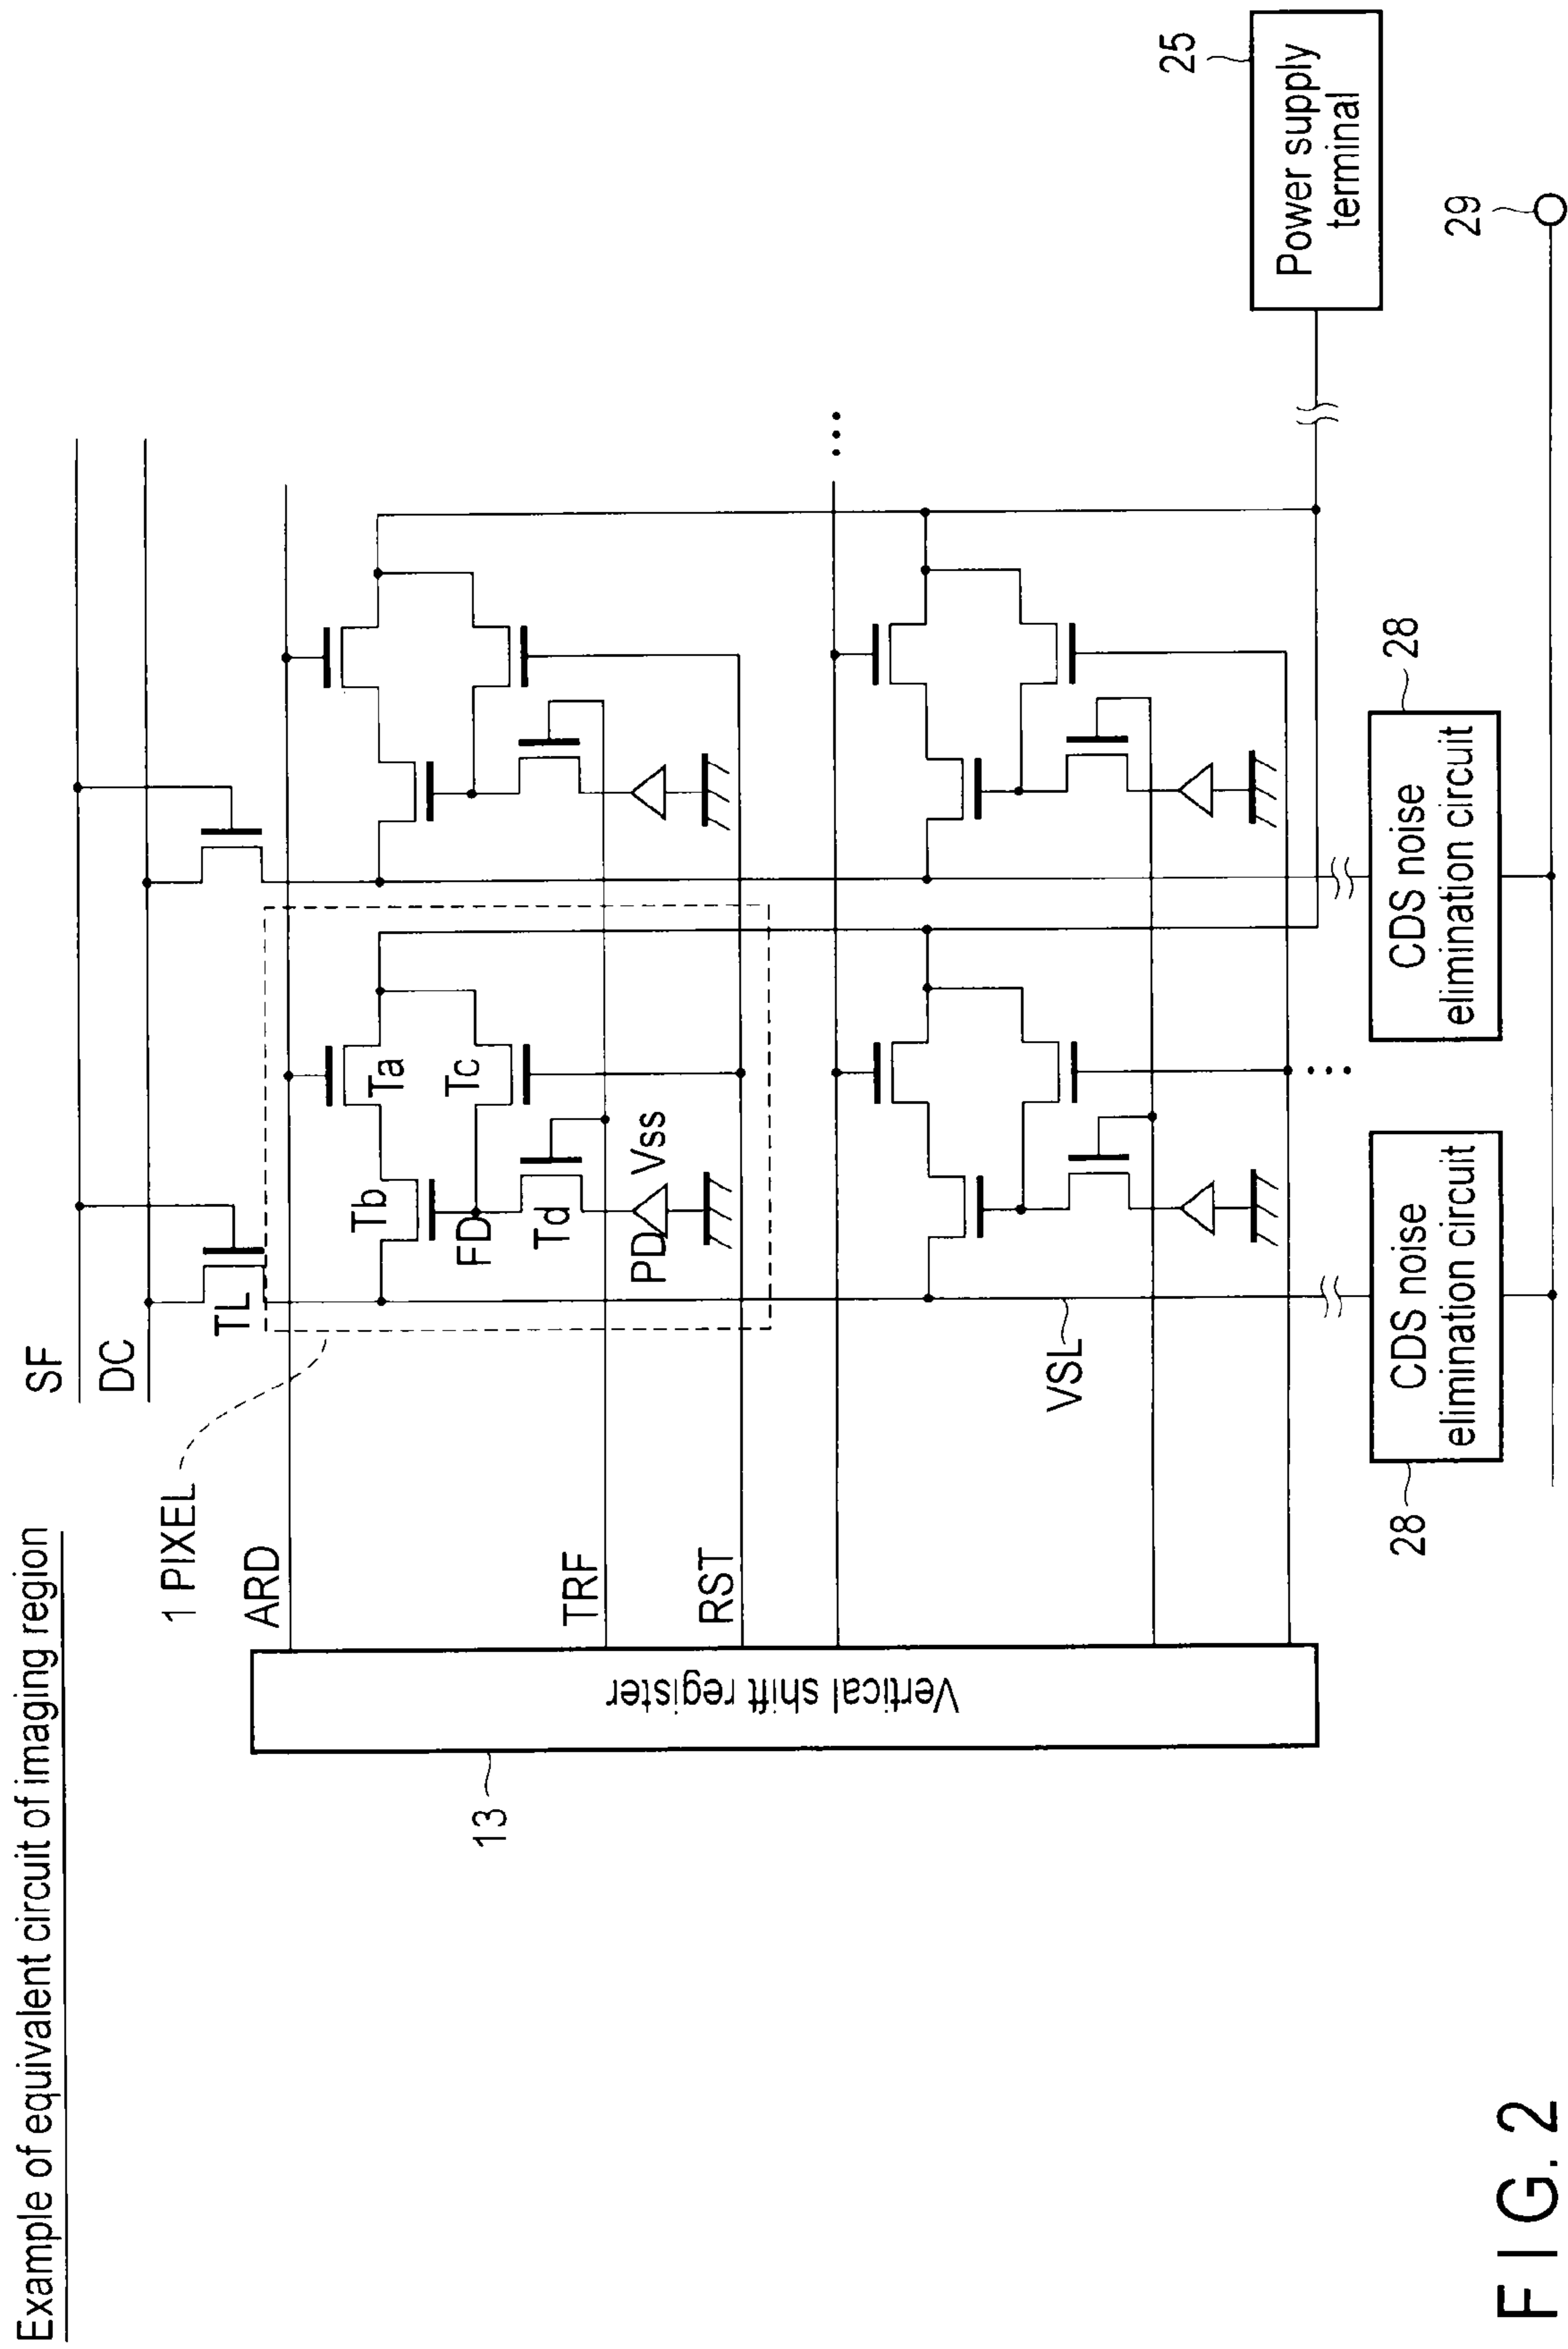 Example of equivalent circuit of imaging region
SF
DC
TL
1 PIXEL
ARD
Ta
Tb
Tc
FD
Td
TRF
PD
Vss
RST
Vertical shift register
13
VSL
...
...
25
Power supply
terminal
28
CDS noise
elimination circuit
28
CDS noise
elimination circuit
29
FIG. 2